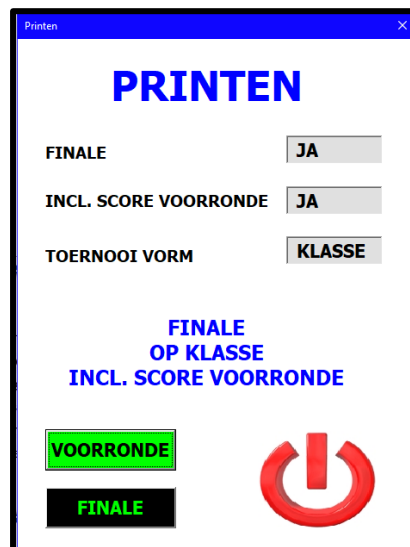 Printen
PRINTEN
FINALE JA
INCL. SCORE VOORRONDE JA
TOERNOOI VORM KLASSE
FINALE
OP KLASSE
INCL. SCORE VOORRONDE
VOORRONDE
FINALE